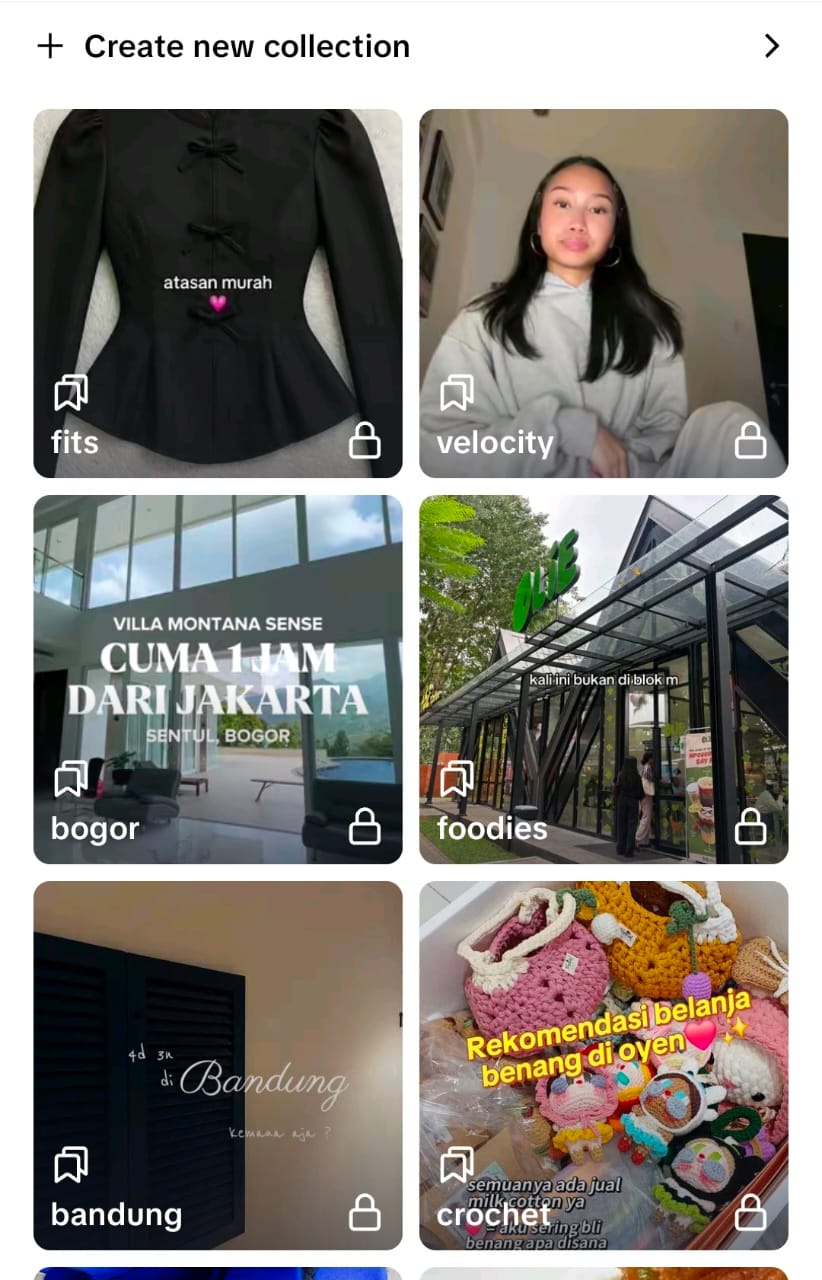 Create new collection
atasan murah
fits
velocity
VILLA MONTANA SENSE
CUMA 1 JAM
DARI JAKARTA
SENTUL, BOGOR
bogor
OLIE
kali ini bukan di blok m
foodies
4d 3n
di Bandung
kemana aja ?
bandung
Rekomendasi belanja
benang di oyen
semuanya ada jual
milk cotton ya
= aku sering bli
benang apa disana
crochet